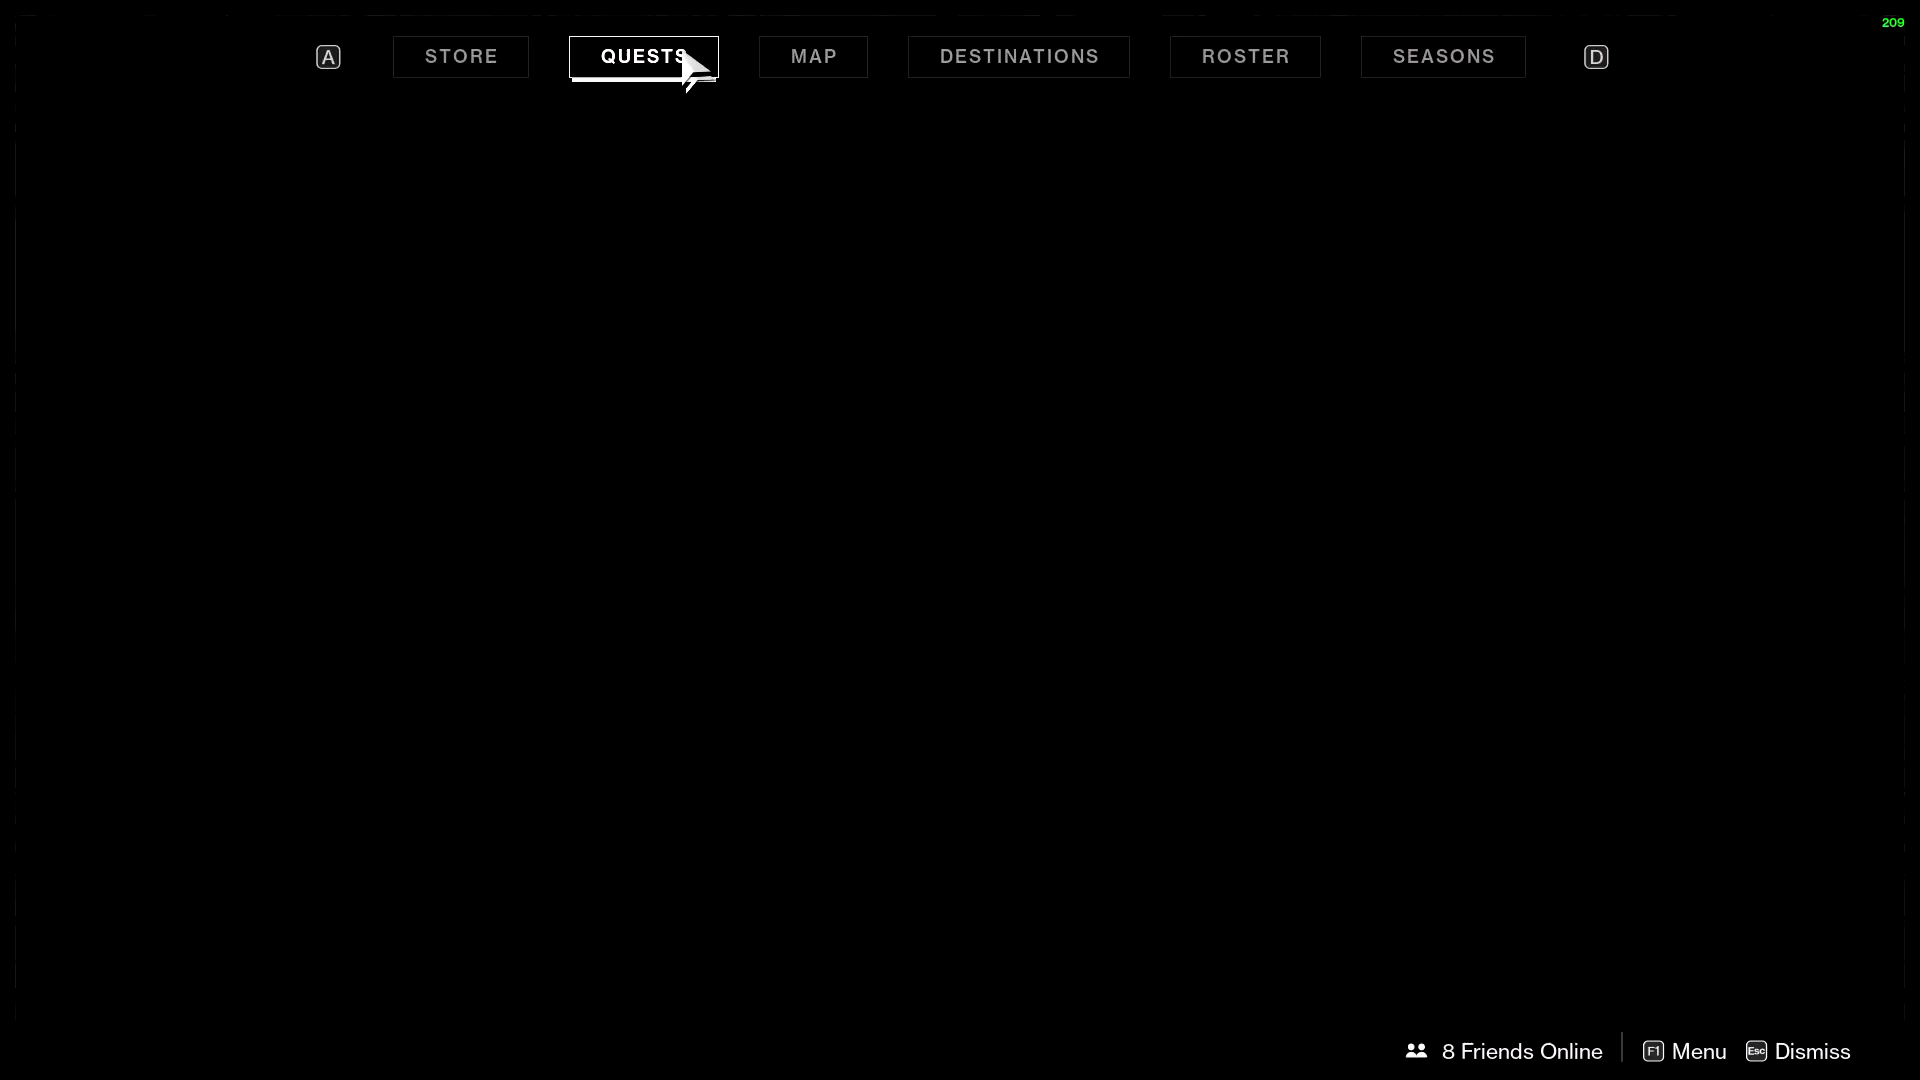 209
A STORE QUESTS MAP DESTINATIONS ROSTER SEASONS D
8 Friends Online F1 Menu Esc Dismiss